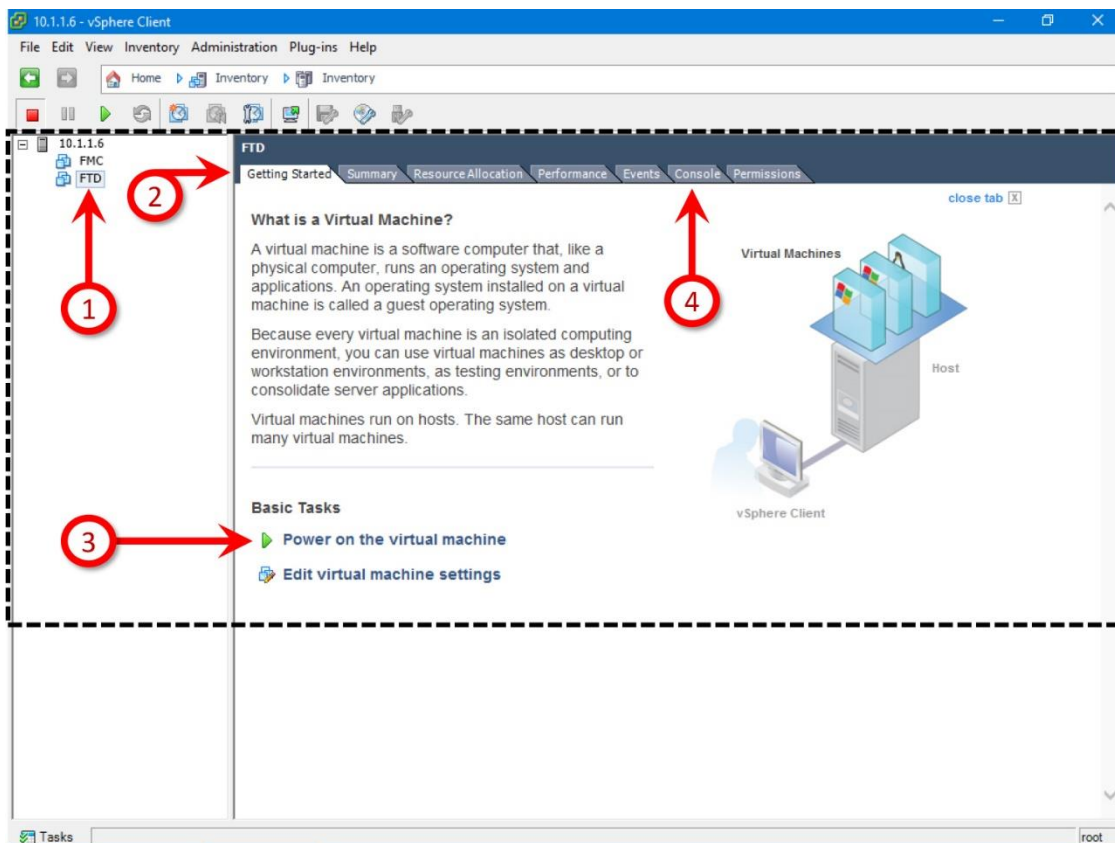 10.1.1.6 - vSphere Client
File Edit View Inventory Administration Plug-ins Help
Home Inventory Inventory
10.1.1.6
FMC
FTD
FTD
Getting Started Summary Resource Allocation Performance Events Console Permissions
2
1
4
close tab X
What is a Virtual Machine?
A virtual machine is a software computer that, like a
physical computer, runs an operating system and
applications. An operating system installed on a virtual
machine is called a guest operating system.
Because every virtual machine is an isolated computing
environment, you can use virtual machines as desktop or
workstation environments, as testing environments, or to
consolidate server applications.
Virtual machines run on hosts. The same host can run
many virtual machines.
Virtual Machines
Host
vSphere Client
Basic Tasks
3
Power on the virtual machine
Edit virtual machine settings
Tasks
root